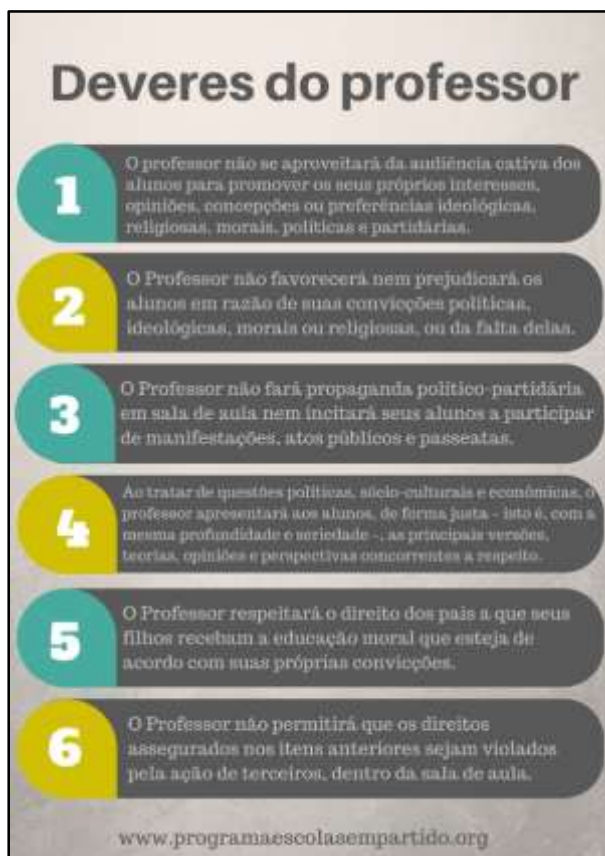 Deveres do professor
1
O professor não se aproveitará da audiência cativa dos
alunos para promover os seus próprios interesses,
opiniões, concepções ou preferências ideológicas,
religiosas, morais, políticas e partidárias.
2
O Professor não favorecerá nem prejudicará os
alunos em razão de suas convicções políticas,
ideológicas, morais ou religiosas, ou da falta delas.
3
O Professor não fará propaganda político-partidária
em sala de aula nem incitará seus alunos a participar
de manifestações, atos públicos e passeatas.
4
Ao tratar de questões políticas, sócio-culturais e econômicas, o
professor apresentará aos alunos, de forma justa - isto é, com a
mesma profundidade e seriedade -, as principais versões,
teorias, opiniões e perspectivas concorrentes a respeito.
5
O Professor respeitará o direito dos pais a que seus
filhos recebam a educação moral que esteja de
acordo com suas próprias convicções.
6
O Professor não permitirá que os direitos
assegurados nos itens anteriores sejam violados
pela ação de terceiros, dentro da sala de aula.
www.programaescolasempartido.org